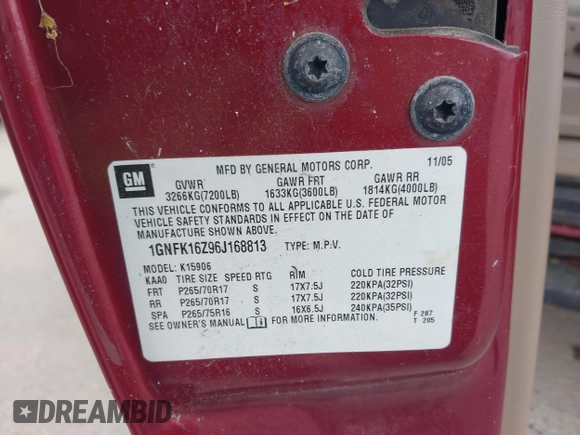 GM
MFD BY GENERAL MOTORS CORP. 11/05
GVWR GAWR FRT GAWR RR
3266KG(7200LB) 1633KG(3600LB) 1814KG(4000LB)
THIS VEHICLE CONFORMS TO ALL APPLICABLE U.S. FEDERAL MOTOR
VEHICLE SAFETY STANDARDS IN EFFECT ON THE DATE OF
MANUFACTURE SHOWN ABOVE.
1GNFK16Z96J168813 TYPE: M.P.V.
MODEL: K15906
KAA0 TIRE SIZE SPEED RTG RIM COLD TIRE PRESSURE
FRT P265/70R17 S 17X7.5J 220KPA(32PSI)
RR P265/70R17 S 17X7.5J 220KPA(32PSI)
SPA P265/75R16 S 16X6.5J 240KPA(35PSI)
SEE OWNER'S MANUAL FOR MORE INFORMATION.
F 287
T 205
DREAMBID